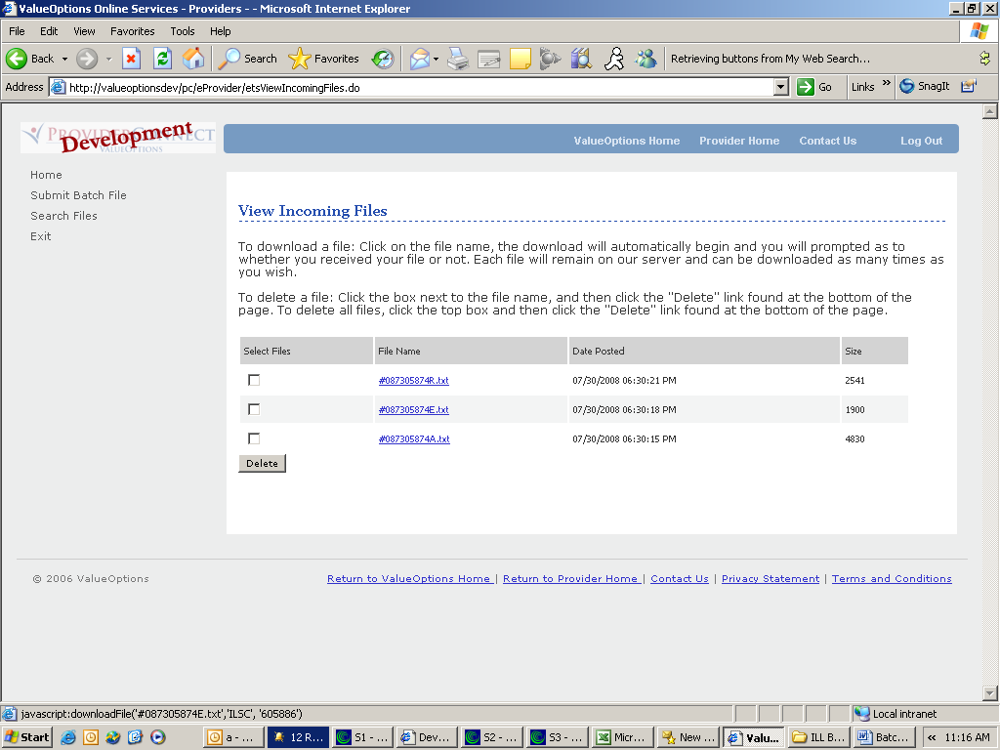 ValueOptions Online Services - Providers - - Microsoft Internet Explorer
File Edit View Favorites Tools Help
Back Search Favorites Retrieving buttons from My Web Search...
Address http://valueoptionsdev/pc/eProvider/etsViewIncomingFiles.do Go Links » SnagIt
PROVIDERCONNECT
VALUEOPTIONS
Development
ValueOptions Home Provider Home Contact Us Log Out
Home
Submit Batch File
Search Files
Exit
View Incoming Files
To download a file: Click on the file name, the download will automatically begin and you will prompted as to
whether you received your file or not. Each file will remain on our server and can be downloaded as many times as
you wish.
To delete a file: Click the box next to the file name, and then click the "Delete" link found at the bottom of the
page. To delete all files, click the top box and then click the "Delete" link found at the bottom of the page.
Select Files File Name Date Posted Size
#087305874R.txt 07/30/2008 06:30:21 PM 2541
#087305874E.txt 07/30/2008 06:30:18 PM 1900
#087305874A.txt 07/30/2008 06:30:15 PM 4830
Delete
© 2006 ValueOptions Return to ValueOptions Home | Return to Provider Home | Contact Us | Privacy Statement | Terms and Conditions
javascript:downloadFile('#087305874E.txt','ILSC', '605886') Local intranet
Start a - ... 12 R... S1 - ... Dev... S2 - ... S3 - ... Micr... New ... Valu... ILL B... Batc... « 11:16 AM